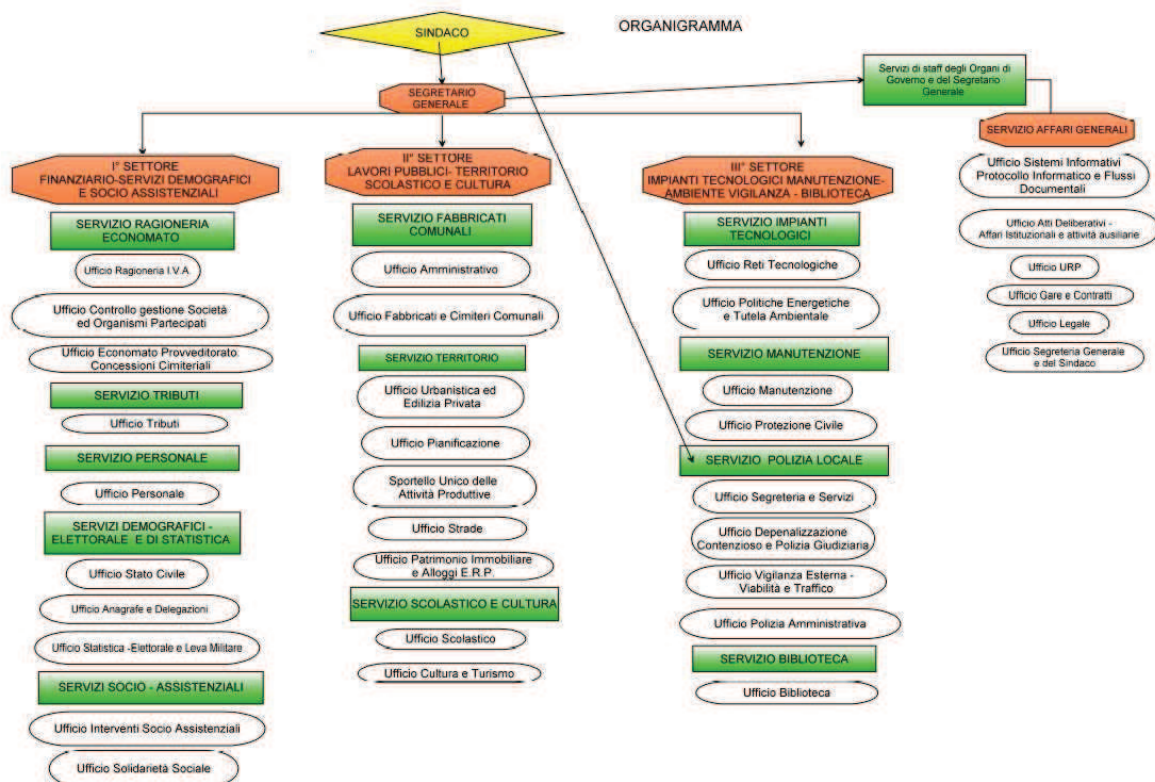 ORGANIGRAMMA
SINDACO
SEGRETARIO
GENERALE
Servizi di staff degli Organi di
Governo e del Segretario
Generale
SERVIZIO AFFARI GENERALI
Ufficio Sistemi Informativi
Protocollo Informatico e Flussi
Documentali
Ufficio Atti Deliberativi -
Affari Istituzionali e attività ausiliarie
Ufficio URP
Ufficio Gare e Contratti
Ufficio Legale
Ufficio Segreteria Generale
e del Sindaco
I° SETTORE
FINANZIARIO-SERVIZI DEMOGRAFICI
E SOCIO ASSISTENZIALI
SERVIZIO RAGIONERIA
ECONOMATO
Ufficio Ragioneria I.V.A.
Ufficio Controllo gestione Società
ed Organismi Partecipati
Ufficio Economato Provveditorato
Concessioni Cimiteriali
SERVIZIO TRIBUTI
Ufficio Tributi
SERVIZIO PERSONALE
Ufficio Personale
SERVIZI DEMOGRAFICI -
ELETTORALE E DI STATISTICA
Ufficio Stato Civile
Ufficio Anagrafe e Delegazioni
Ufficio Statistica -Elettorale e Leva Militare
SERVIZI SOCIO - ASSISTENZIALI
Ufficio Interventi Socio Assistenziali
Ufficio Solidarietà Sociale
II° SETTORE
LAVORI PUBBLICI- TERRITORIO
SCOLASTICO E CULTURA
SERVIZIO FABBRICATI
COMUNALI
Ufficio Amministrativo
Ufficio Fabbricati e Cimiteri Comunali
SERVIZIO TERRITORIO
Ufficio Urbanistica ed
Edilizia Privata
Ufficio Pianificazione
Sportello Unico delle
Attività Produttive
Ufficio Strade
Ufficio Patrimonio Immobiliare
e Alloggi E.R.P.
SERVIZIO SCOLASTICO E CULTURA
Ufficio Scolastico
Ufficio Cultura e Turismo
III° SETTORE
IMPIANTI TECNOLOGICI MANUTENZIONE-
AMBIENTE VIGILANZA - BIBLIOTECA
SERVIZIO IMPIANTI
TECNOLOGICI
Ufficio Reti Tecnologiche
Ufficio Politiche Energetiche
e Tutela Ambientale
SERVIZIO MANUTENZIONE
Ufficio Manutenzione
Ufficio Protezione Civile
SERVIZIO POLIZIA LOCALE
Ufficio Segreteria e Servizi
Ufficio Depenalizzazione
Contenzioso e Polizia Giudiziaria
Ufficio Vigilanza Esterna -
Viabilità e Traffico
Ufficio Polizia Amministrativa
SERVIZIO BIBLIOTECA
Ufficio Biblioteca